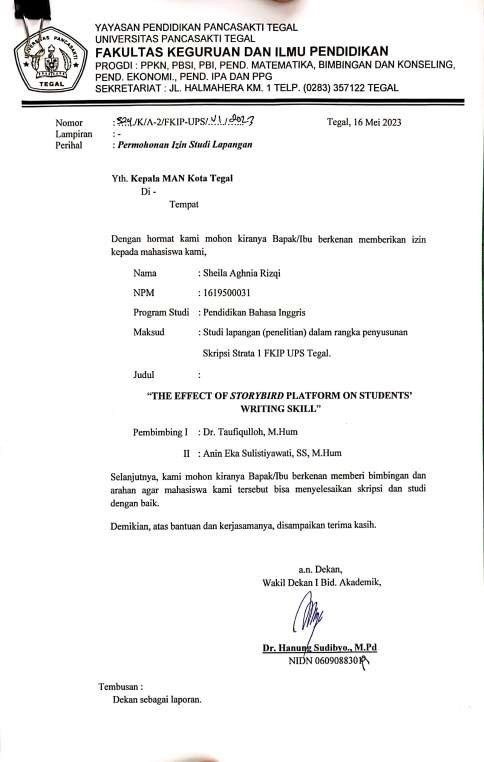 YAYASAN PENDIDIKAN PANCASAKTI TEGAL
UNIVERSITAS PANCASAKTI TEGAL
FAKULTAS KEGURUAN DAN ILMU PENDIDIKAN
PROGDI : PPKN, PBSI, PBI, PEND. MATEMATIKA, BIMBINGAN DAN KONSELING,
PEND. EKONOMI., PEND. IPA DAN PPG
SEKRETARIAT : JL. HALMAHERA KM. 1 TELP. (0283) 357122 TEGAL
UNIVERSITAS PANCASAKTI
TEGAL
Nomor : /K/A-2/FKIP-UPS/VI/2023
Tegal, 16 Mei 2023
Lampiran : -
Perihal : Permohonan Izin Studi Lapangan
Yth. Kepala MAN Kota Tegal
Di -
Tempat
Dengan hormat kami mohon kiranya Bapak/Ibu berkenan memberikan izin
kepada mahasiswa kami,
Nama : Sheila Aghnia Rizqi
NPM : 1619500031
Program Studi : Pendidikan Bahasa Inggris
Maksud : Studi lapangan (penelitian) dalam rangka penyusunan
Skripsi Strata 1 FKIP UPS Tegal.
Judul :
“THE EFFECT OF STORYBIRD PLATFORM ON STUDENTS’
WRITING SKILL”
Pembimbing I : Dr. Taufiqulloh, M.Hum
II : Anin Eka Sulistiyawati, SS, M.Hum
Selanjutnya, kami mohon kiranya Bapak/Ibu berkenan memberi bimbingan dan
arahan agar mahasiswa kami tersebut bisa menyelesaikan skripsi dan studi
dengan baik.
Demikian, atas bantuan dan kerjasamanya, disampaikan terima kasih.
a.n. Dekan,
Wakil Dekan I Bid. Akademik,
Dr. Hanung Sudibyo., M.Pd
NIDN
Tembusan :
Dekan sebagai laporan.